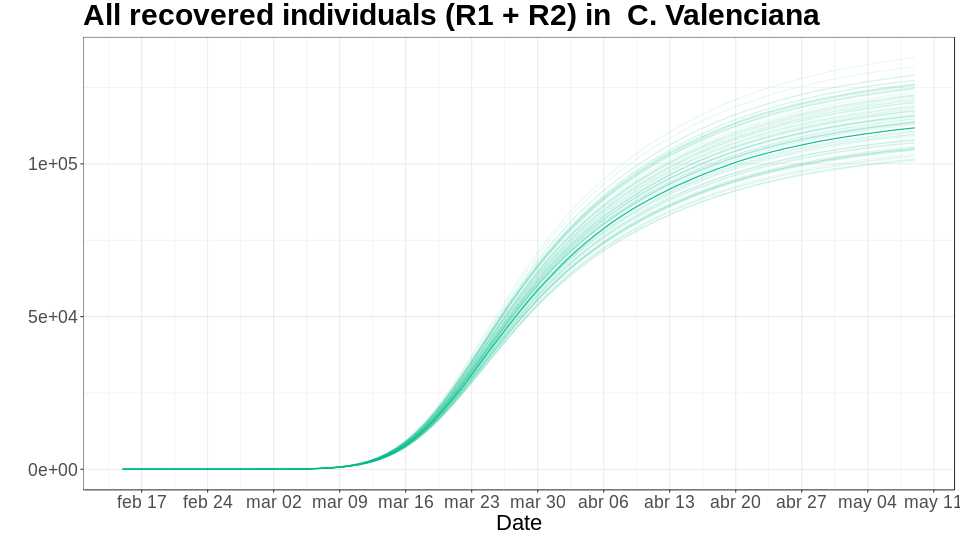 All recovered individuals (R1 + R2) in  C. Valenciana
1e+05
5e+04
0e+00
feb 17 feb 24 mar 02 mar 09 mar 16 mar 23 mar 30 abr 06 abr 13 abr 20 abr 27 may 04 may 11
Date